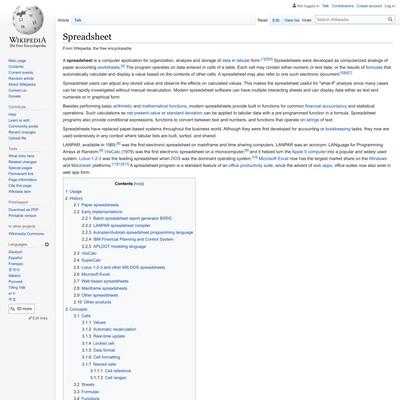 Not logged in Talk Contributions Create account Log in
Article Talk Read Edit View history
WIKIPEDIA
The Free Encyclopedia
Spreadsheet
From Wikipedia, the free encyclopedia
A spreadsheet is a computer application for organization, analysis and storage of data in tabular form.[1][2][3] Spreadsheets were developed as computerized analogs of
paper accounting worksheets.[4] The program operates on data entered in cells of a table. Each cell may contain either numeric or text data, or the results of formulas that
automatically calculate and display a value based on the contents of other cells. A spreadsheet may also refer to one such electronic document.[5][6][7]
Spreadsheet users can adjust any stored value and observe the effects on calculated values. This makes the spreadsheet useful for "what-if" analysis since many cases
can be rapidly investigated without manual recalculation. Modern spreadsheet software can have multiple interacting sheets and can display data either as text and
numerals or in graphical form.
Besides performing basic arithmetic and mathematical functions, modern spreadsheets provide built-in functions for common financial accountancy and statistical
operations. Such calculations as net present value or standard deviation can be applied to tabular data with a pre-programmed function in a formula. Spreadsheet
programs also provide conditional expressions, functions to convert between text and numbers, and functions that operate on strings of text.
Spreadsheets have replaced paper-based systems throughout the business world. Although they were first developed for accounting or bookkeeping tasks, they now are
used extensively in any context where tabular lists are built, sorted, and shared.
LANPAR, available in 1969,[8] was the first electronic spreadsheet on mainframe and time sharing computers. LANPAR was an acronym: LANguage for Programming
Arrays at Random.[8] VisiCalc (1979) was the first electronic spreadsheet on a microcomputer,[9] and it helped turn the Apple II computer into a popular and widely used
system. Lotus 1-2-3 was the leading spreadsheet when DOS was the dominant operating system.[10] Microsoft Excel now has the largest market share on the Windows
and Macintosh platforms.[11][12][13] A spreadsheet program is a standard feature of an office productivity suite; since the advent of web apps, office suites now also exist in
web app form.
Main page
Contents
Current events
Random article
About Wikipedia
Contact us
Donate
Contribute
Help
Learn to edit
Community portal
Recent changes
Upload file
Tools
What links here
Related changes
Special pages
Permanent link
Page information
Cite this page
Wikidata item
Print/export
Download as PDF
Printable version
In other projects
Wikimedia Commons
Languages
Deutsch
Español
Français
한국어
Italiano
Русский
Tiếng Việt
中文
50 more
Edit links
Contents [hide]
1 Usage
2 History
2.1 Paper spreadsheets
2.2 Early implementations
2.2.1 Batch spreadsheet report generator BSRG
2.2.2 LANPAR spreadsheet compiler
2.2.3 Autoplan/Autotab spreadsheet programming language
2.2.4 IBM Financial Planning and Control System
2.2.5 APLDOT modeling language
2.3 VisiCalc
2.4 SuperCalc
2.5 Lotus 1-2-3 and other MS-DOS spreadsheets
2.6 Microsoft Excel
2.7 Web based spreadsheets
2.8 Mainframe spreadsheets
2.9 Other spreadsheets
2.10 Other products
3 Concepts
3.1 Cells
3.1.1 Values
3.1.2 Automatic recalculation
3.1.3 Real-time update
3.1.4 Locked cell
3.1.5 Data format
3.1.6 Cell formatting
3.1.7 Named cells
3.1.7.1 Cell reference
3.1.7.2 Cell ranges
3.2 Sheets
3.3 Formulas
3.4 Functions